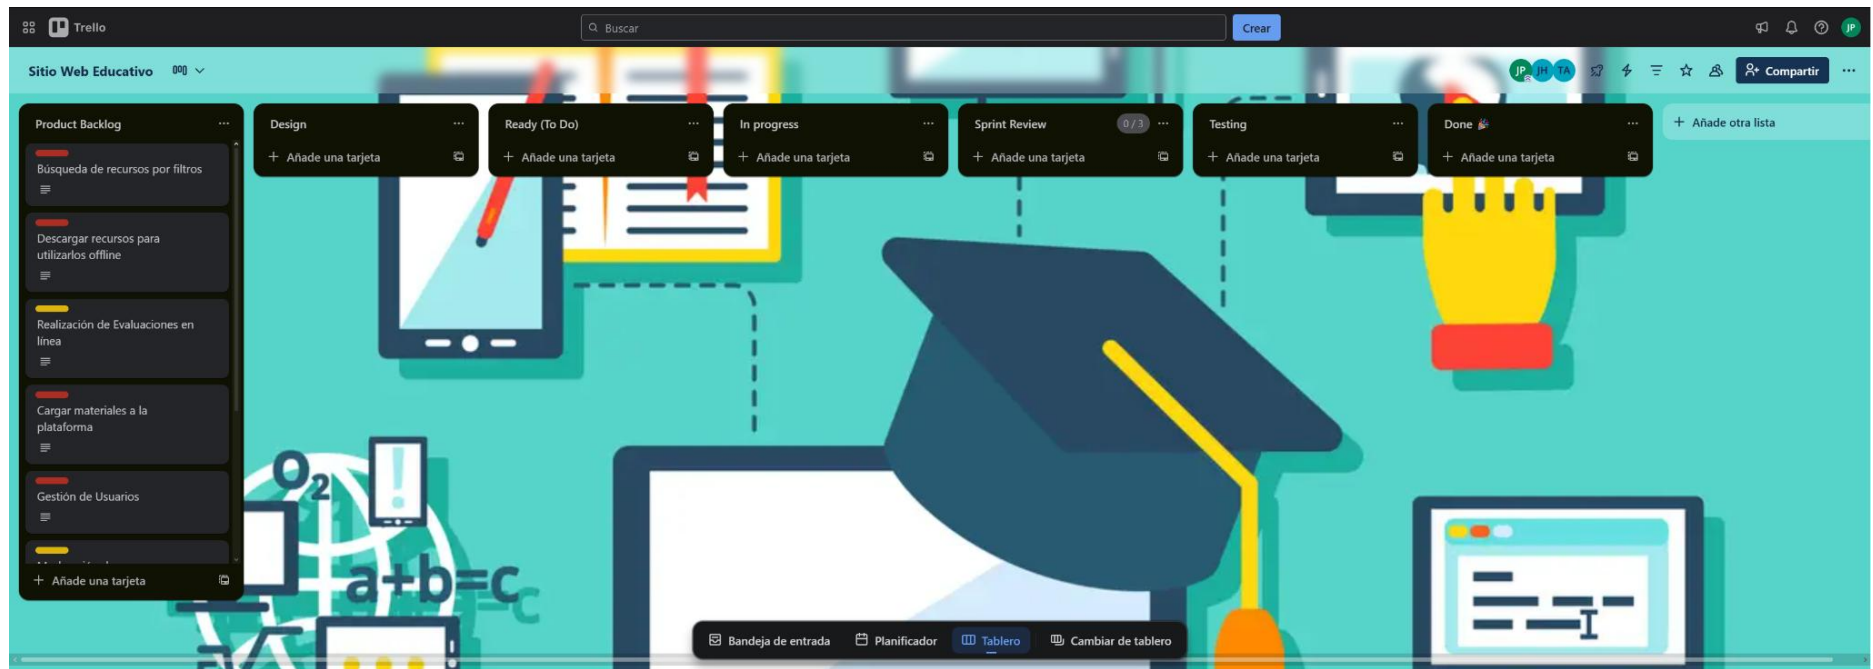 Trello
Buscar
Crear
JP
Sitio Web Educativo
JP JH TA
Compartir
Product Backlog
Búsqueda de recursos por filtros
Descargar recursos para
utilizarlos offline
Realización de Evaluaciones en
línea
Cargar materiales a la
plataforma
Gestión de Usuarios
+ Añade una tarjeta
Design
+ Añade una tarjeta
Ready (To Do)
+ Añade una tarjeta
In progress
+ Añade una tarjeta
Sprint Review 0 / 3
+ Añade una tarjeta
Testing
+ Añade una tarjeta
Done 🎉
+ Añade una tarjeta
+ Añade otra lista
O2
a+b=c
Bandeja de entrada
Planificador
Tablero
Cambiar de tablero